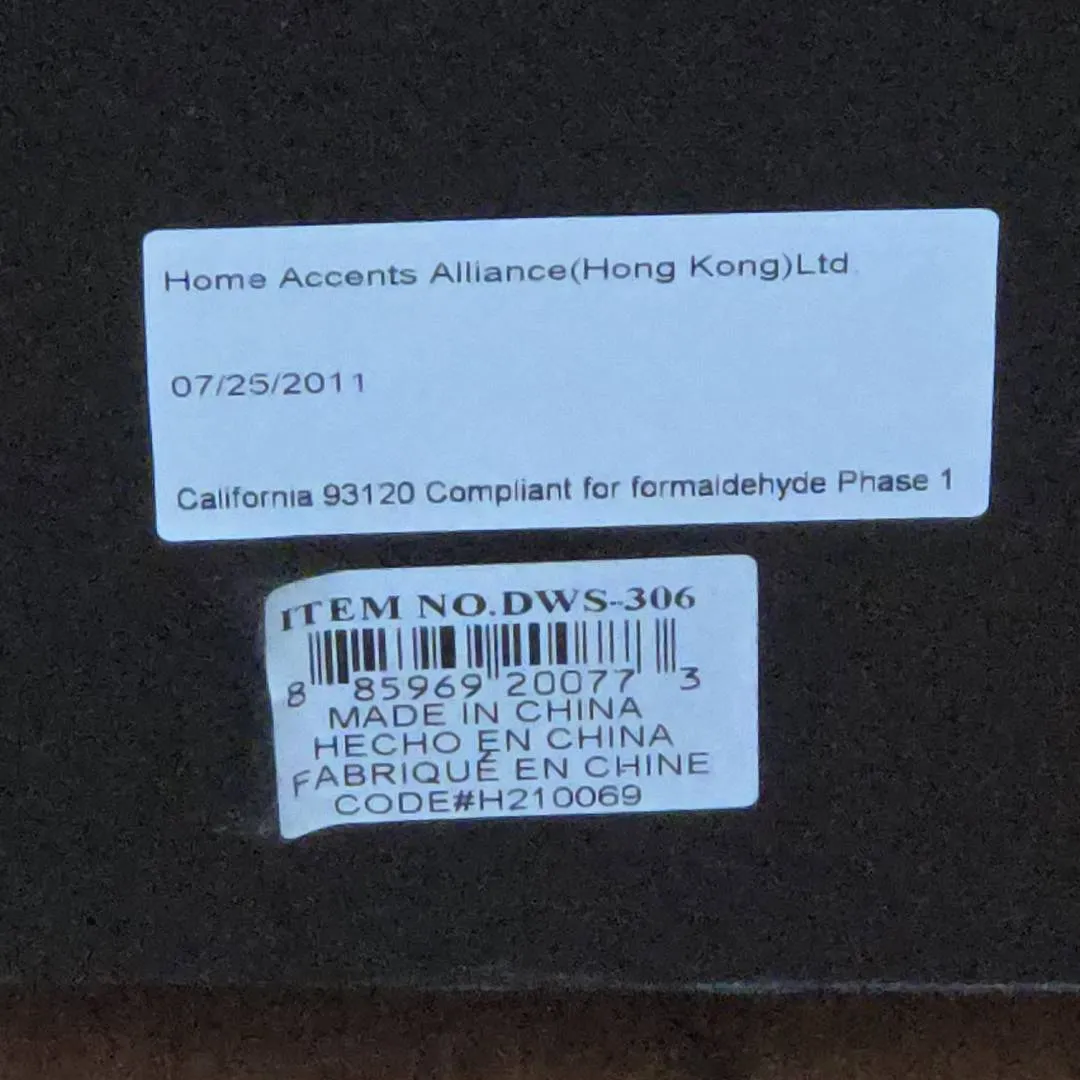 Home Accents Alliance(Hong Kong)Ltd
07/25/2011
California 93120 Compliant for formaldehyde Phase 1
ITEM NO.DWS-306
8 85969 20077 3
MADE IN CHINA
HECHO EN CHINA
FABRIQUÉ EN CHINE
CODE#H210069